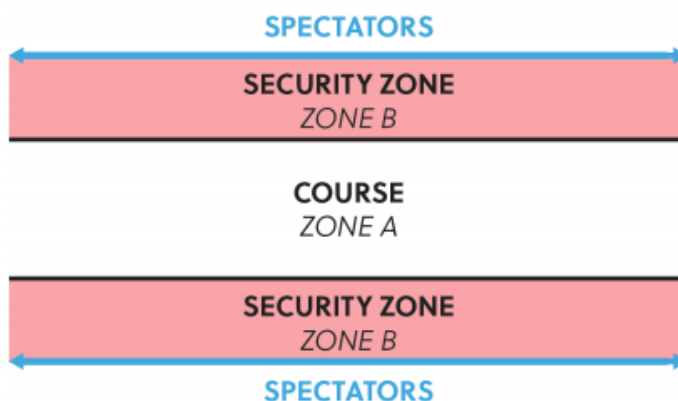 SPECTATORS
SECURITY ZONE
ZONE B
COURSE
ZONE A
SECURITY ZONE
ZONE B
SPECTATORS